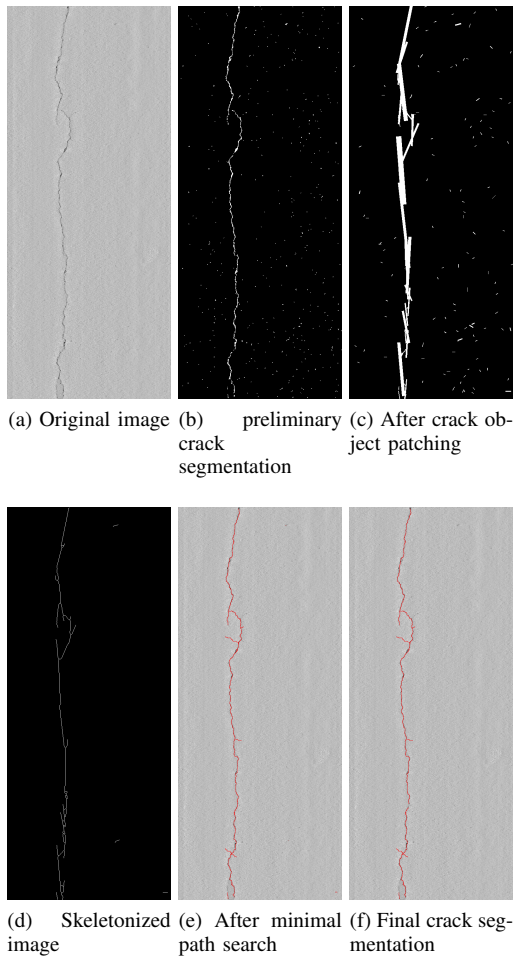 (a) Original image
(b) preliminary
crack
segmentation
(c) After crack ob-
ject patching
(d) Skeletonized
image
(e) After minimal
path search
(f) Final crack seg-
mentation